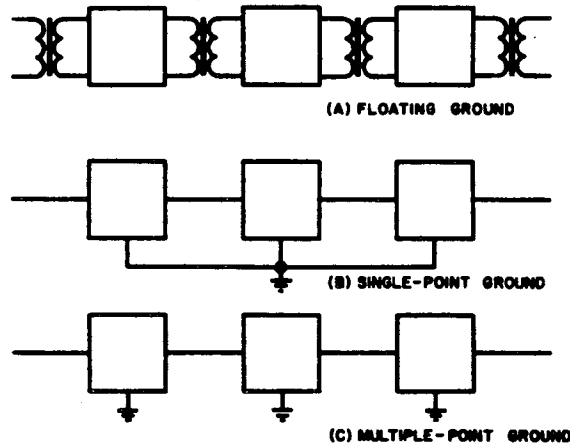 (A) FLOATING GROUND
(B) SINGLE-POINT GROUND
(C) MULTIPLE-POINT GROUND